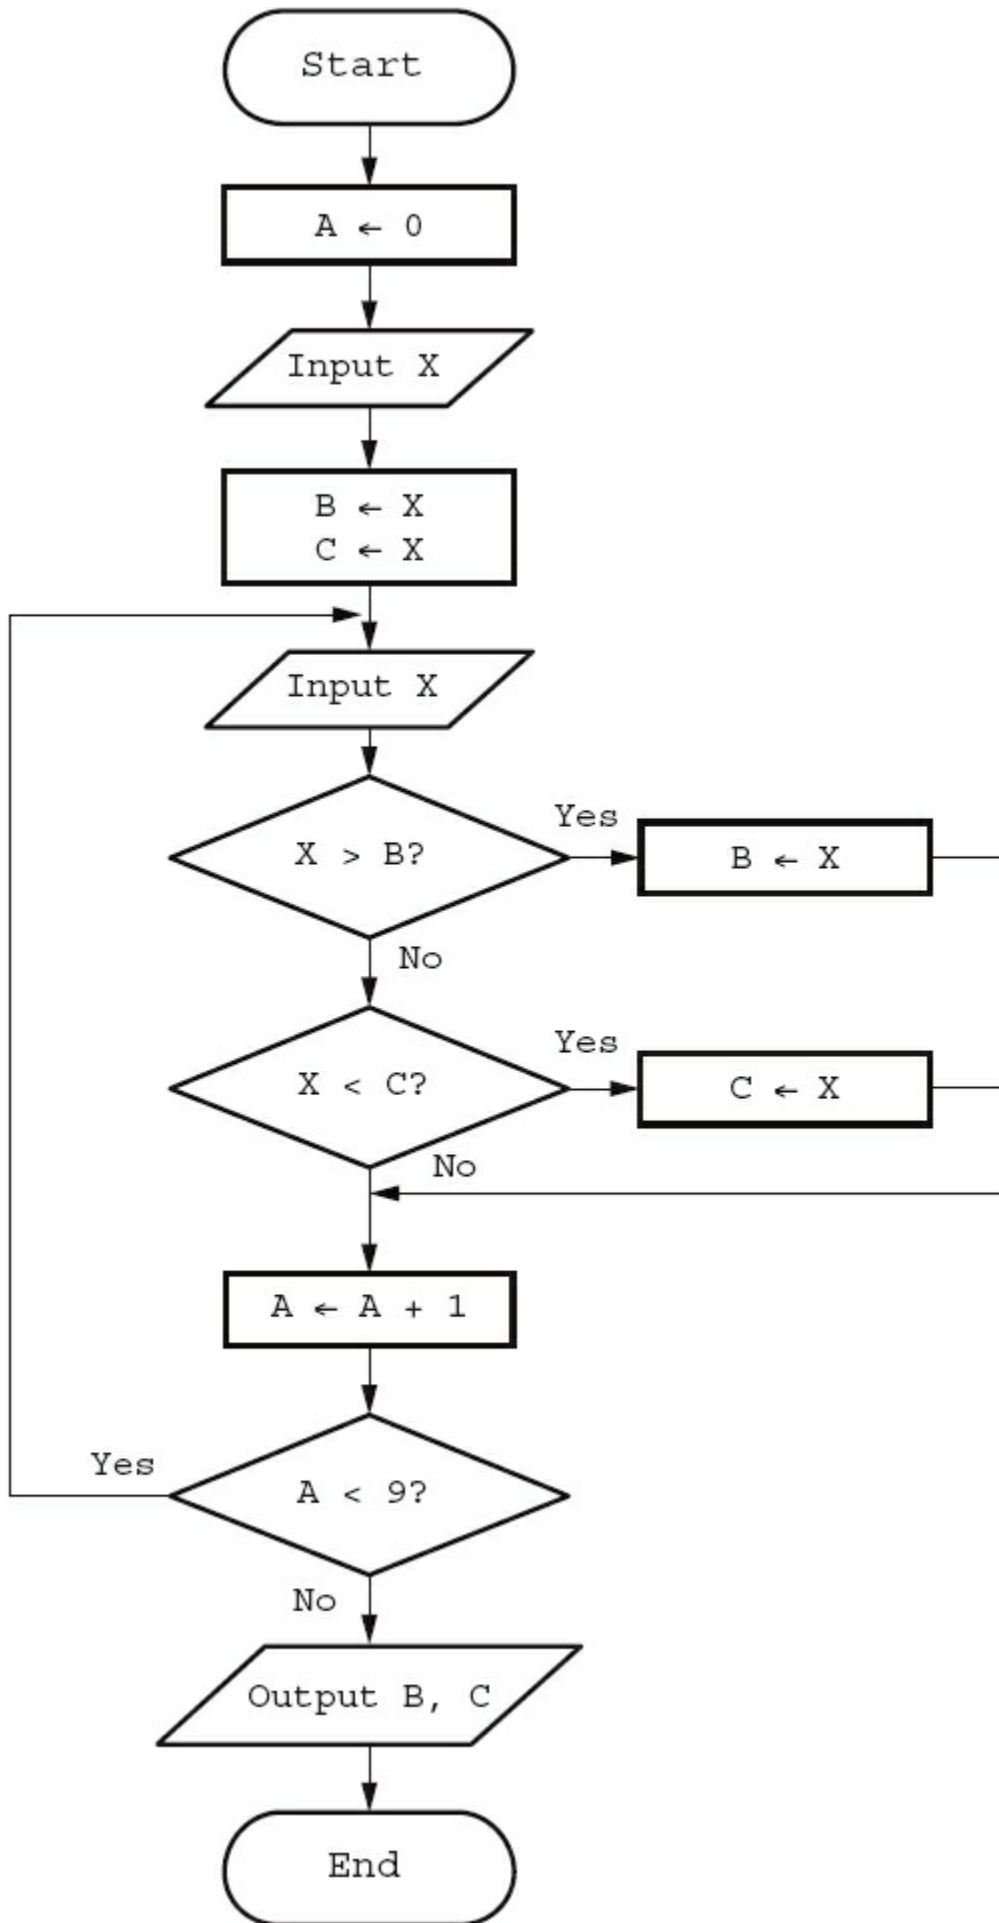 Start
A ← 0
Input X
B ← X
C ← X
Input X
X > B?
Yes
B ← X
No
X < C?
Yes
C ← X
No
A ← A + 1
A < 9?
Yes
No
Output B, C
End